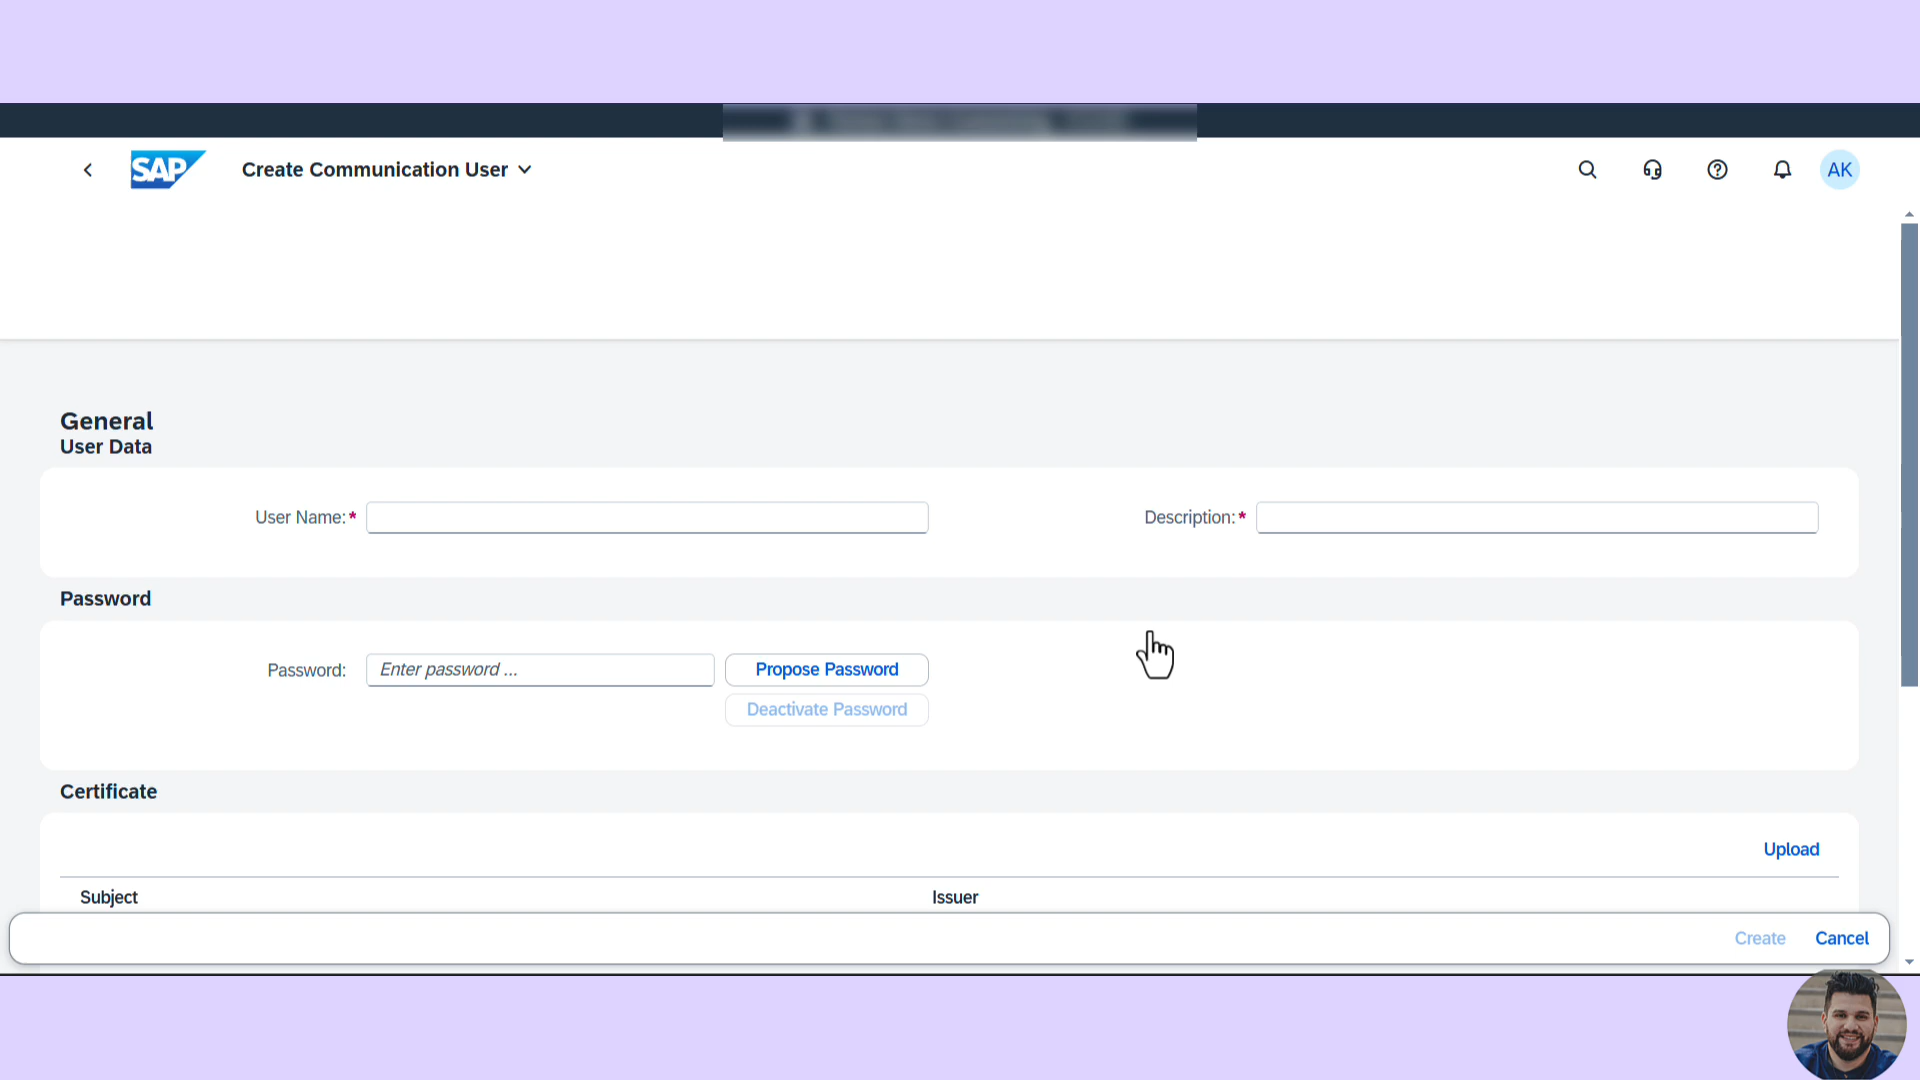 SAP
Create Communication User
AK
General
User Data
User Name:*
Description:*
Password
Password:
Enter password ...
Propose Password
Deactivate Password
Certificate
Upload
Subject
Issuer
Create
Cancel